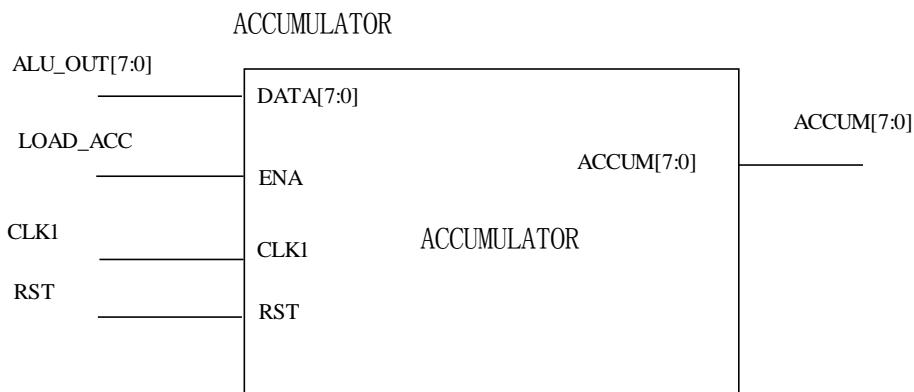 ACCUMULATOR
ALU_OUT[7:0]
DATA[7:0]
ACCUM[7:0]
LOAD_ACC
ACCUM[7:0]
ENA
CLK1
CLK1
ACCUMULATOR
RST
RST